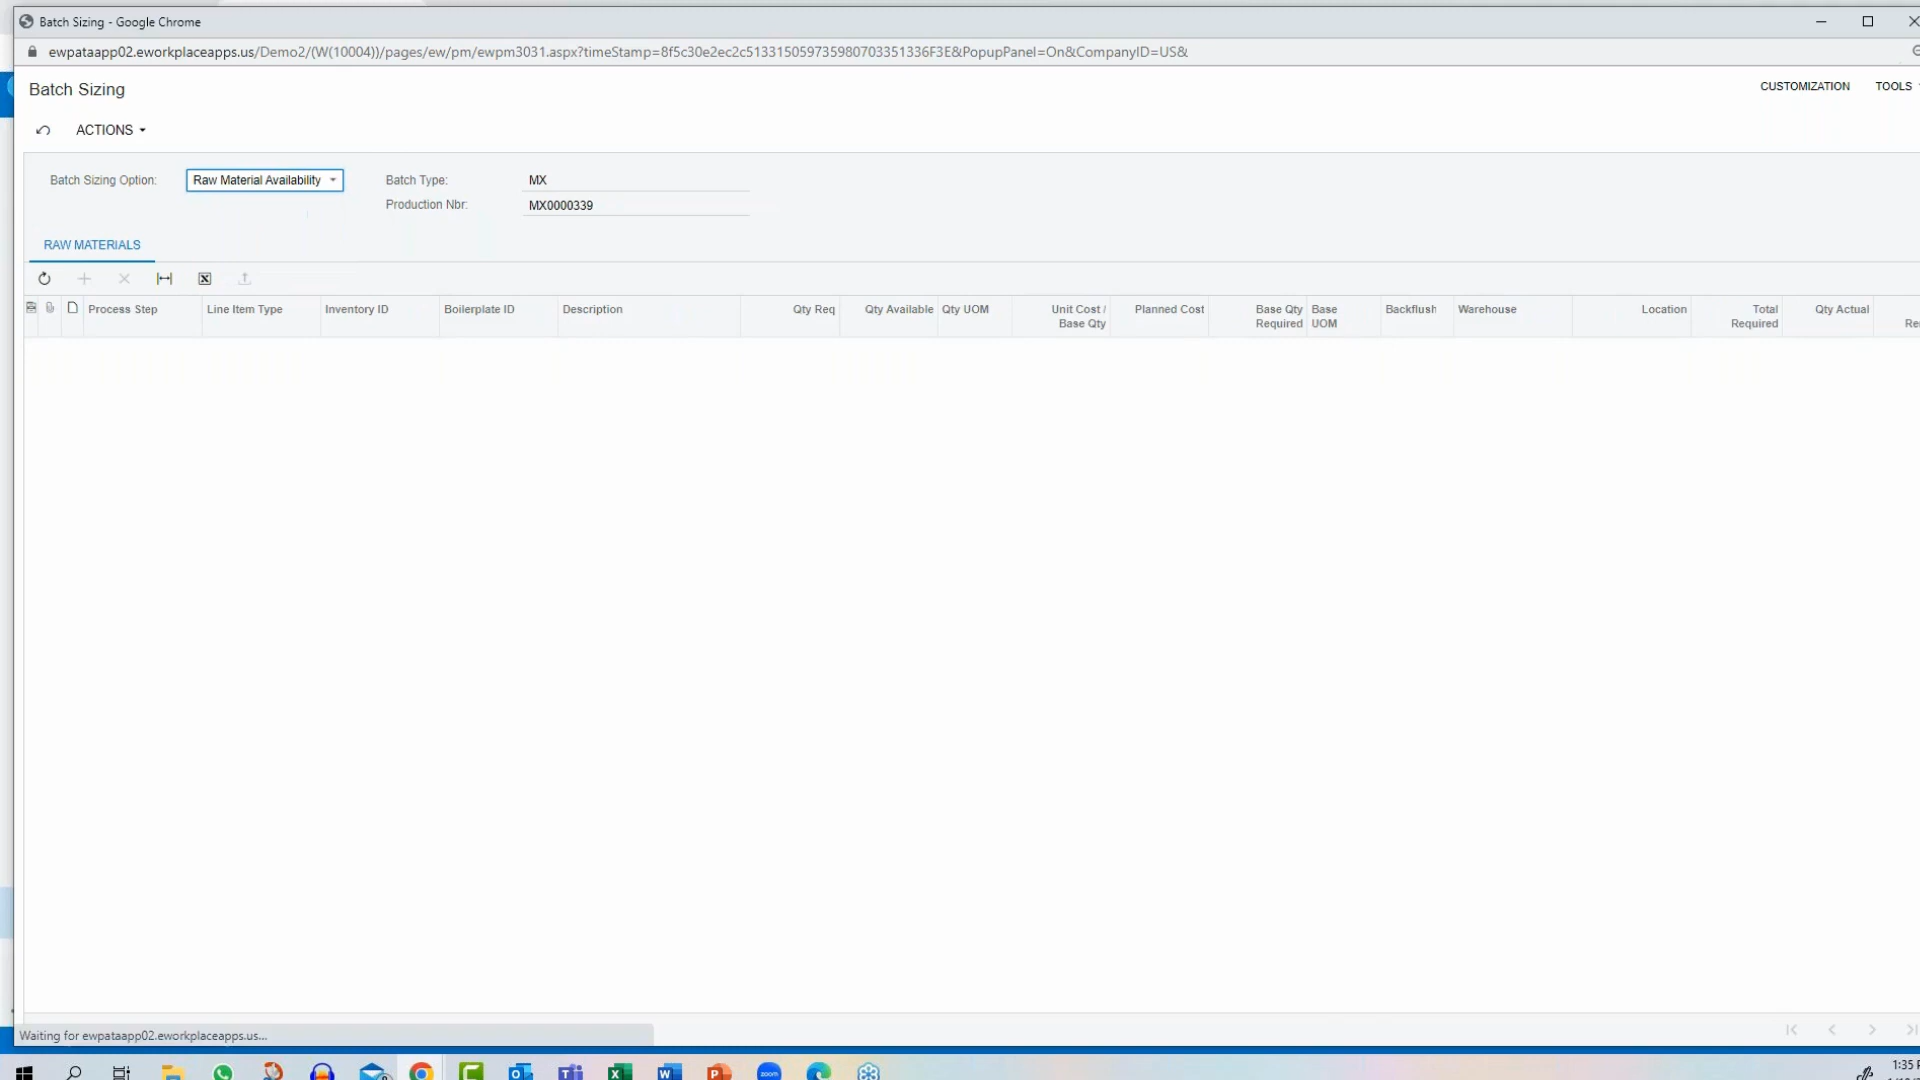 Batch Sizing - Google Chrome
ewpataapp02.eworkplaceapps.us/Demo2/(W(10004))/pages/ew/pm/ewpm3031.aspx?timeStamp=8f5c30e2ec2c513315059735980703351336F3E&PopupPanel=On&CompanyID=US&
Batch Sizing
CUSTOMIZATION TOOLS
ACTIONS
Batch Sizing Option: Raw Material Availability Batch Type: MX
Production Nbr: MX0000339
RAW MATERIALS
Process Step Line Item Type Inventory ID Boilerplate ID Description Qty Req Qty Available Qty UOM Unit Cost / Base Qty Planned Cost Base Qty Required Base UOM Backflush Warehouse Location Total Required Qty Actual
Waiting for ewpataapp02.eworkplaceapps.us...
zoom
1:35